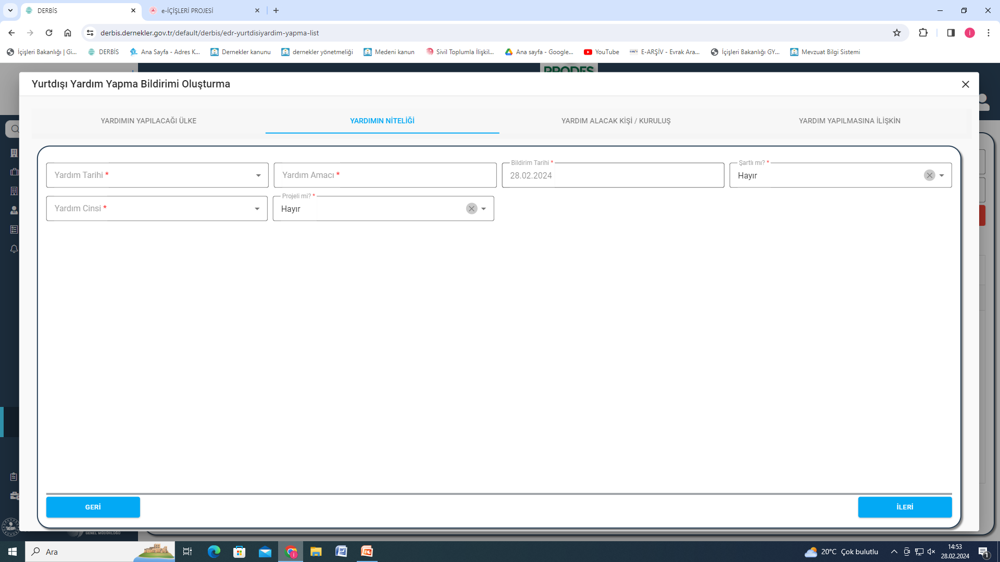 DERBİS
e-İÇİŞLERİ PROJESİ
derbis.dernekler.gov.tr/default/derbis/edr-yurtdisiyardim-yapma-list
İçişleri Bakanlığı | Gi...
DERBİS
Ana Sayfa - Adres K...
Dernekler kanunu
dernekler yönetmeliği
Medeni kanun
Sivil Toplumla İlişkil...
Ana sayfa - Google...
YouTube
E-ARŞİV - Evrak Ara...
İçişleri Bakanlığı GY...
Mevzuat Bilgi Sistemi
PRODES
Yurtdışı Yardım Yapma Bildirimi Oluşturma
YARDIMIN YAPILACAĞI ÜLKE
YARDIMIN NİTELİĞİ
YARDIM ALACAK KİŞİ / KURULUŞ
YARDIM YAPILMASINA İLİŞKİN
Yardım Tarihi *
Yardım Amacı *
Bildirim Tarihi *
28.02.2024
Şartlı mı? *
Hayır
Yardım Cinsi *
Projeli mi? *
Hayır
GERİ
İLERİ
GENEL MÜDÜRLÜĞÜ
Ara
20°C Çok bulutlu
14:53
28.02.2024
1